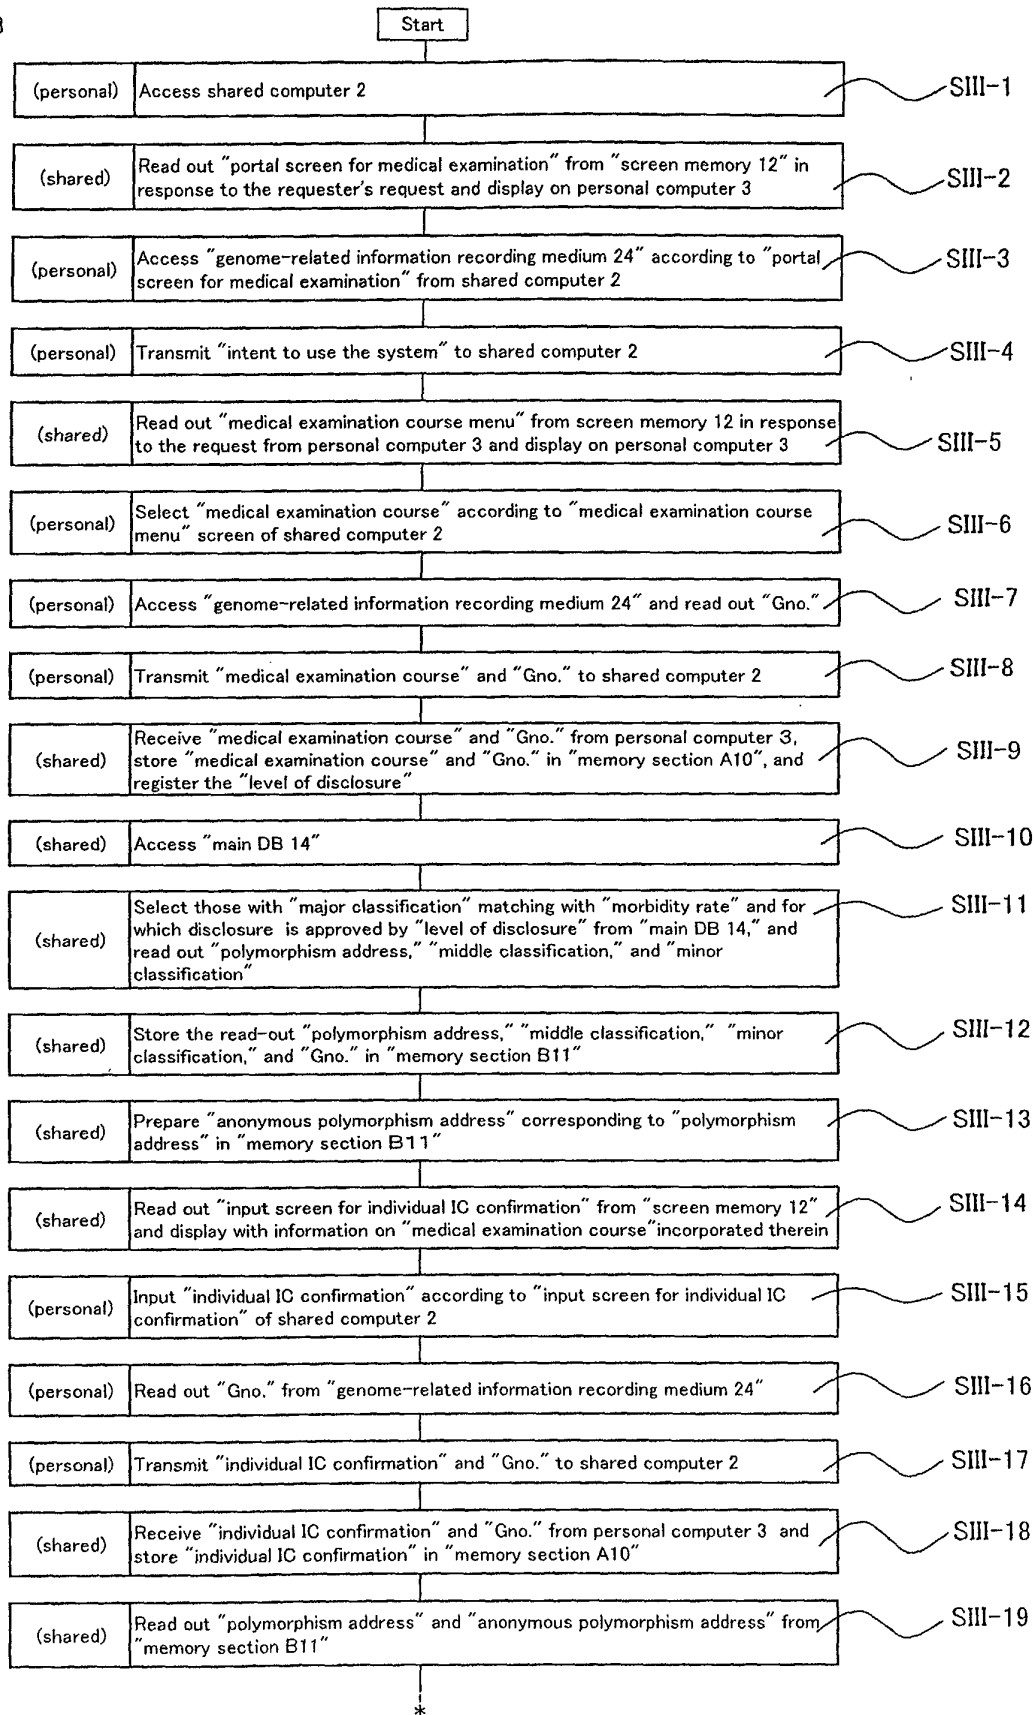 Start
(personal) Access shared computer 2 SIII-1
(shared) Read out "portal screen for medical examination" from "screen memory 12" in
response to the requester's request and display on personal computer 3 SIII-2
(personal) Access "genome-related information recording medium 24" according to "portal
screen for medical examination" from shared computer 2 SIII-3
(personal) Transmit "intent to use the system" to shared computer 2 SIII-4
(shared) Read out "medical examination course menu" from screen memory 12 in response
to the request from personal computer 3 and display on personal computer 3 SIII-5
(personal) Select "medical examination course" according to "medical examination course
menu" screen of shared computer 2 SIII-6
(personal) Access "genome-related information recording medium 24" and read out "Gno." SIII-7
(personal) Transmit "medical examination course" and "Gno." to shared computer 2 SIII-8
(shared) Receive "medical examination course" and "Gno." from personal computer 3,
store "medical examination course" and "Gno." in "memory section A10", and
register the "level of disclosure" SIII-9
(shared) Access "main DB 14" SIII-10
(shared) Select those with "major classification" matching with "morbidity rate" and for
which disclosure is approved by "level of disclosure" from "main DB 14," and
read out "polymorphism address," "middle classification," and "minor
classification" SIII-11
(shared) Store the read-out "polymorphism address," "middle classification," "minor
classification," and "Gno." in "memory section B11" SIII-12
(shared) Prepare "anonymous polymorphism address" corresponding to "polymorphism
address" in "memory section B11" SIII-13
(shared) Read out "input screen for individual IC confirmation" from "screen memory 12"
and display with information on "medical examination course"incorporated therein SIII-14
(personal) Input "individual IC confirmation" according to "input screen for individual IC
confirmation" of shared computer 2 SIII-15
(personal) Read out "Gno." from "genome-related information recording medium 24" SIII-16
(personal) Transmit "individual IC confirmation" and "Gno." to shared computer 2 SIII-17
(shared) Receive "individual IC confirmation" and "Gno." from personal computer 3 and
store "individual IC confirmation" in "memory section A10" SIII-18
(shared) Read out "polymorphism address" and "anonymous polymorphism address" from
"memory section B11" SIII-19
*